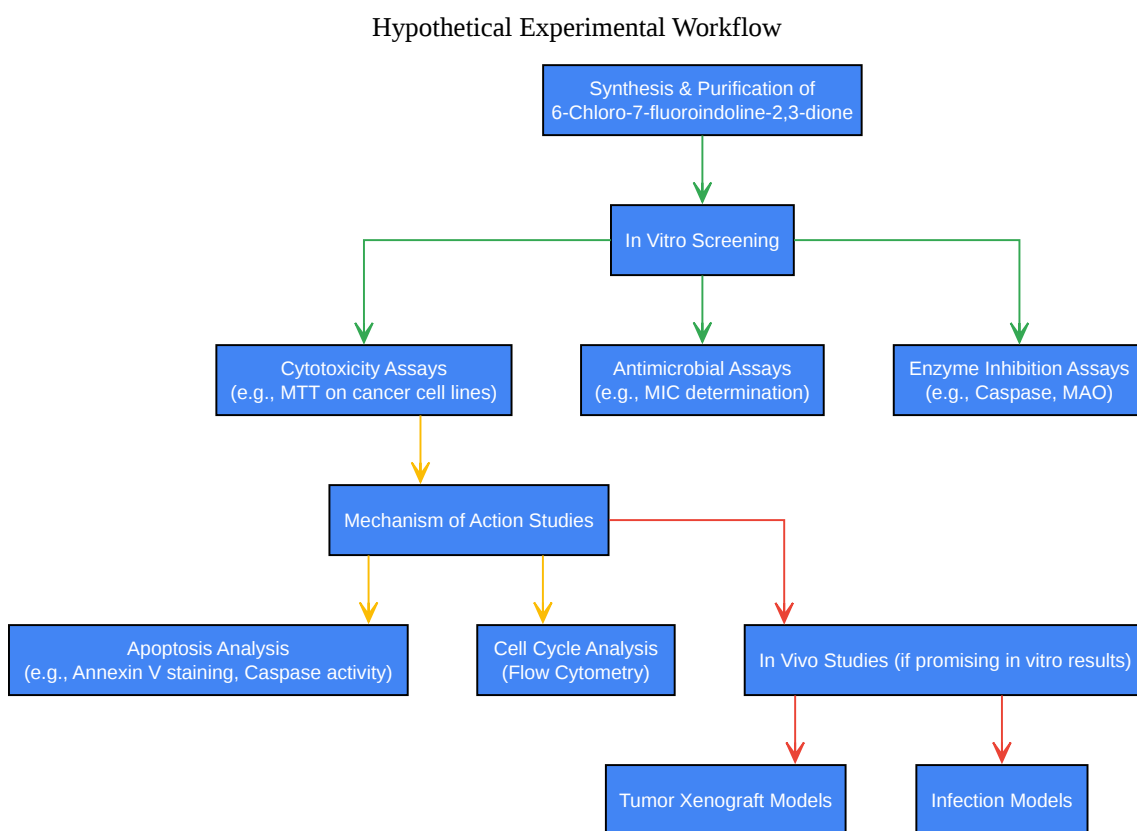 Hypothetical Experimental Workflow
Synthesis & Purification of
6-Chloro-7-fluoroindoline-2,3-dione
In Vitro Screening
Cytotoxicity Assays
(e.g., MTT on cancer cell lines)
Antimicrobial Assays
(e.g., MIC determination)
Enzyme Inhibition Assays
(e.g., Caspase, MAO)
Mechanism of Action Studies
Apoptosis Analysis
(e.g., Annexin V staining, Caspase activity)
Cell Cycle Analysis
(Flow Cytometry)
In Vivo Studies (if promising in vitro results)
Tumor Xenograft Models
Infection Models